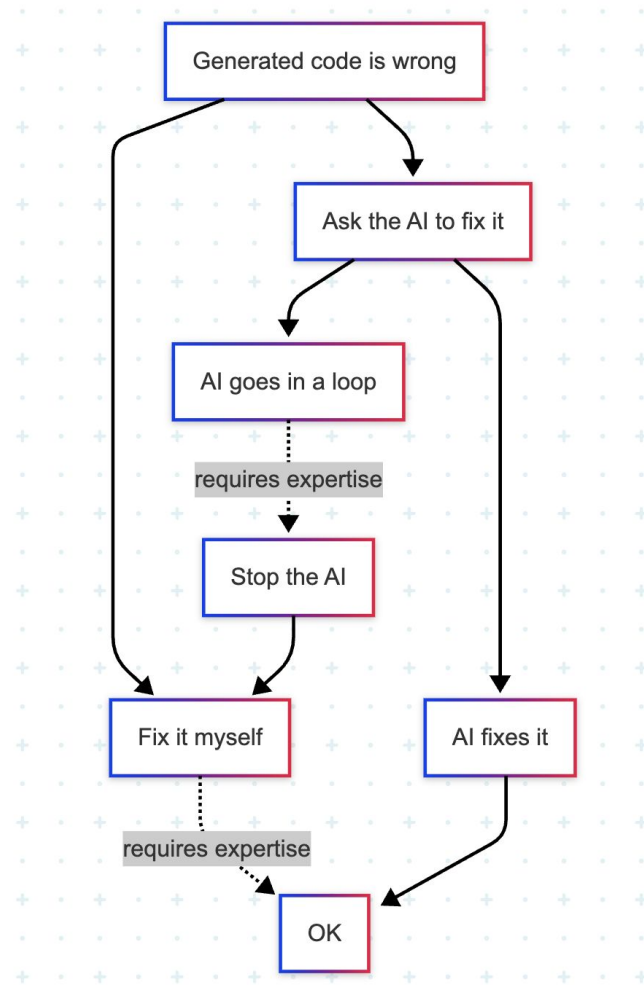 Generated code is wrong
Ask the AI to fix it
AI goes in a loop
requires expertise
Stop the AI
Fix it myself
AI fixes it
requires expertise
OK